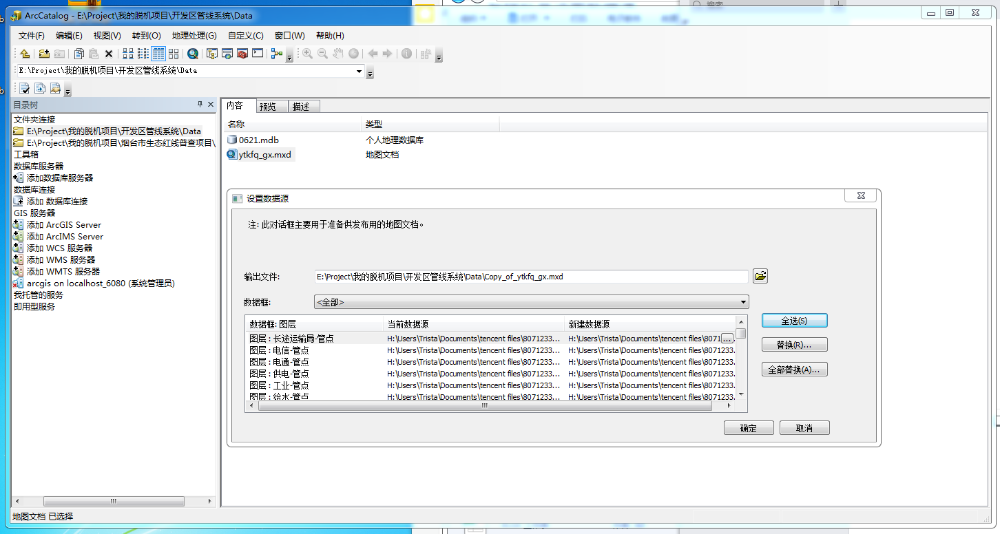 ArcCatalog - E:\Project\我的脱机项目\开发区管线系统\Data
文件(F) 编辑(E) 视图(V) 转到(O) 地理处理(G) 自定义(C) 窗口(W) 帮助(H)
E:\Project\我的脱机项目\开发区管线系统\Data
目录树
文件夹连接
E:\Project\我的脱机项目\开发区管线系统\Data
E:\Project\我的脱机项目\烟台市生态红线普查项目\
工具箱
数据库服务器
添加数据库服务器
数据库连接
添加 数据库连接
GIS 服务器
添加 ArcGIS Server
添加 ArcIMS Server
添加 WCS 服务器
添加 WMS 服务器
添加 WMTS 服务器
arcgis on localhost_6080 (系统管理员)
我托管的服务
即用型服务
内容 预览 描述
名称 类型
0621.mdb 个人地理数据库
ytkfq_gx.mxd 地图文档
设置数据源
注: 此对话框主要用于准备供发布用的地图文档。
输出文件: E:\Project\我的脱机项目\开发区管线系统\Data\Copy_of_ytkfq_gx.mxd
数据框: <全部>
数据框: 图层 当前数据源 新建数据源
图层 : 长途运输局-管点 H:\Users\Trista\Documents\tencent files\8071233... H:\Users\Trista\Documents\tencent files\8071 ...
图层 : 电信-管点 H:\Users\Trista\Documents\tencent files\8071233... H:\Users\Trista\Documents\tencent files\8071233.
图层 : 电通-管点 H:\Users\Trista\Documents\tencent files\8071233... H:\Users\Trista\Documents\tencent files\8071233.
图层 : 供电-管点 H:\Users\Trista\Documents\tencent files\8071233... H:\Users\Trista\Documents\tencent files\8071233.
图层 : 工业-管点 H:\Users\Trista\Documents\tencent files\8071233... H:\Users\Trista\Documents\tencent files\8071233.
图层 : 给水-管点 H:\Users\Trista\Documents\tencent files\8071233... H:\Users\Trista\Documents\tencent files\8071233.
全选(S)
替换(R)...
全部替换(A)...
确定 取消
地图文档 已选择